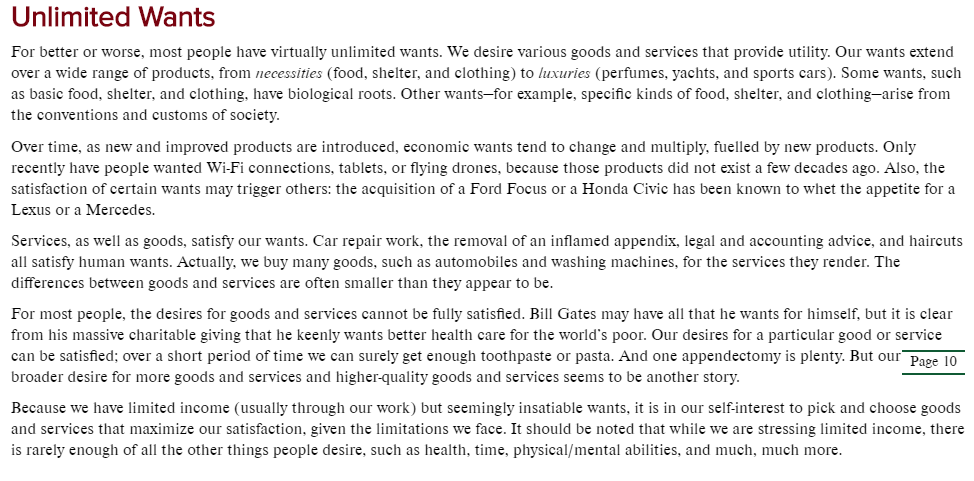 Unlimited Wants
For better or worse, most people have virtually unlimited wants. We desire various goods and services that provide utility. Our wants extend
over a wide range of products, from necessities (food, shelter, and clothing) to luxuries (perfumes, yachts, and sports cars). Some wants, such
as basic food, shelter, and clothing, have biological roots. Other wants—for example, specific kinds of food, shelter, and clothing—arise from
the conventions and customs of society.
Over time, as new and improved products are introduced, economic wants tend to change and multiply, fuelled by new products. Only
recently have people wanted Wi-Fi connections, tablets, or flying drones, because those products did not exist a few decades ago. Also, the
satisfaction of certain wants may trigger others: the acquisition of a Ford Focus or a Honda Civic has been known to whet the appetite for a
Lexus or a Mercedes.
Services, as well as goods, satisfy our wants. Car repair work, the removal of an inflamed appendix, legal and accounting advice, and haircuts
all satisfy human wants. Actually, we buy many goods, such as automobiles and washing machines, for the services they render. The
differences between goods and services are often smaller than they appear to be.
For most people, the desires for goods and services cannot be fully satisfied. Bill Gates may have all that he wants for himself, but it is clear
from his massive charitable giving that he keenly wants better health care for the world's poor. Our desires for a particular good or service
can be satisfied; over a short period of time we can surely get enough toothpaste or pasta. And one appendectomy is plenty. But our
Page 10
broader desire for more goods and services and higher-quality goods and services seems to be another story.
Because we have limited income (usually through our work) but seemingly insatiable wants, it is in our self-interest to pick and choose goods
and services that maximize our satisfaction, given the limitations we face. It should be noted that while we are stressing limited income, there
is rarely enough of all the other things people desire, such as health, time, physical/mental abilities, and much, much more.